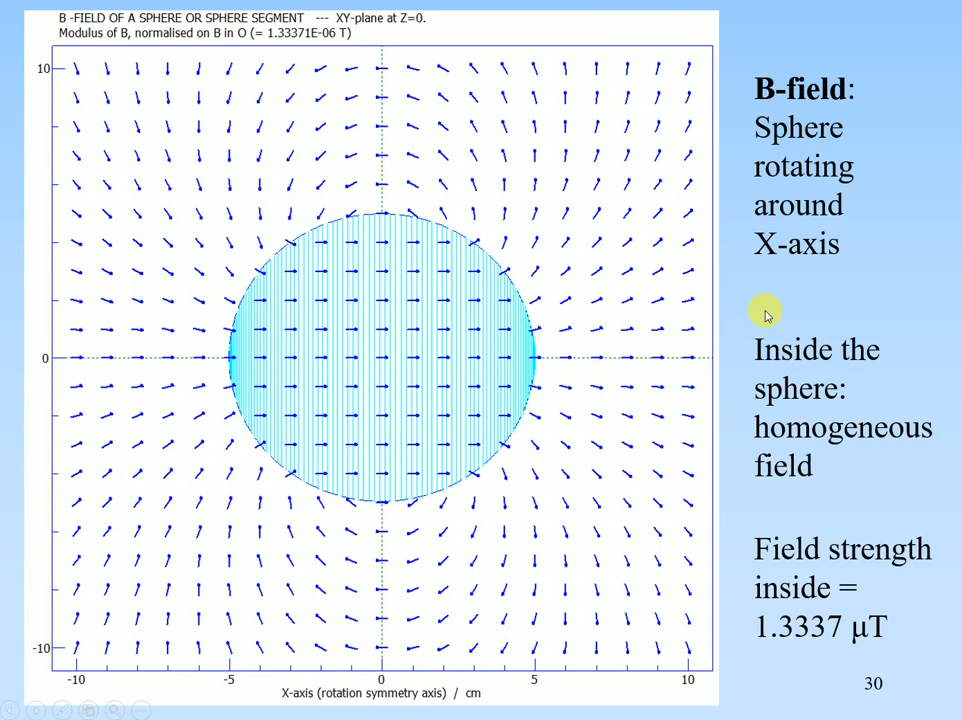 B -FIELD OF A SPHERE OR SPHERE SEGMENT --- XY-plane at Z=0.
Modulus of B, normalised on B in O (= 1.33371E-06 T)
10
0
-10
-10
-5
0
5
10
X-axis (rotation symmetry axis) / cm
B-field:
Sphere
rotating
around
X-axis
Inside the
sphere:
homogeneous
field
Field strength
inside =
1.3337 μT
30